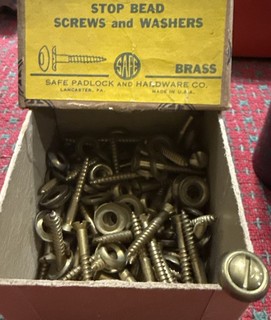 STOP BEAD
SCREWS and WASHERS
SAFE
BRASS
SAFE PADLOCK AND HARDWARE CO.
LANCASTER, PA. MADE IN U.S.A.